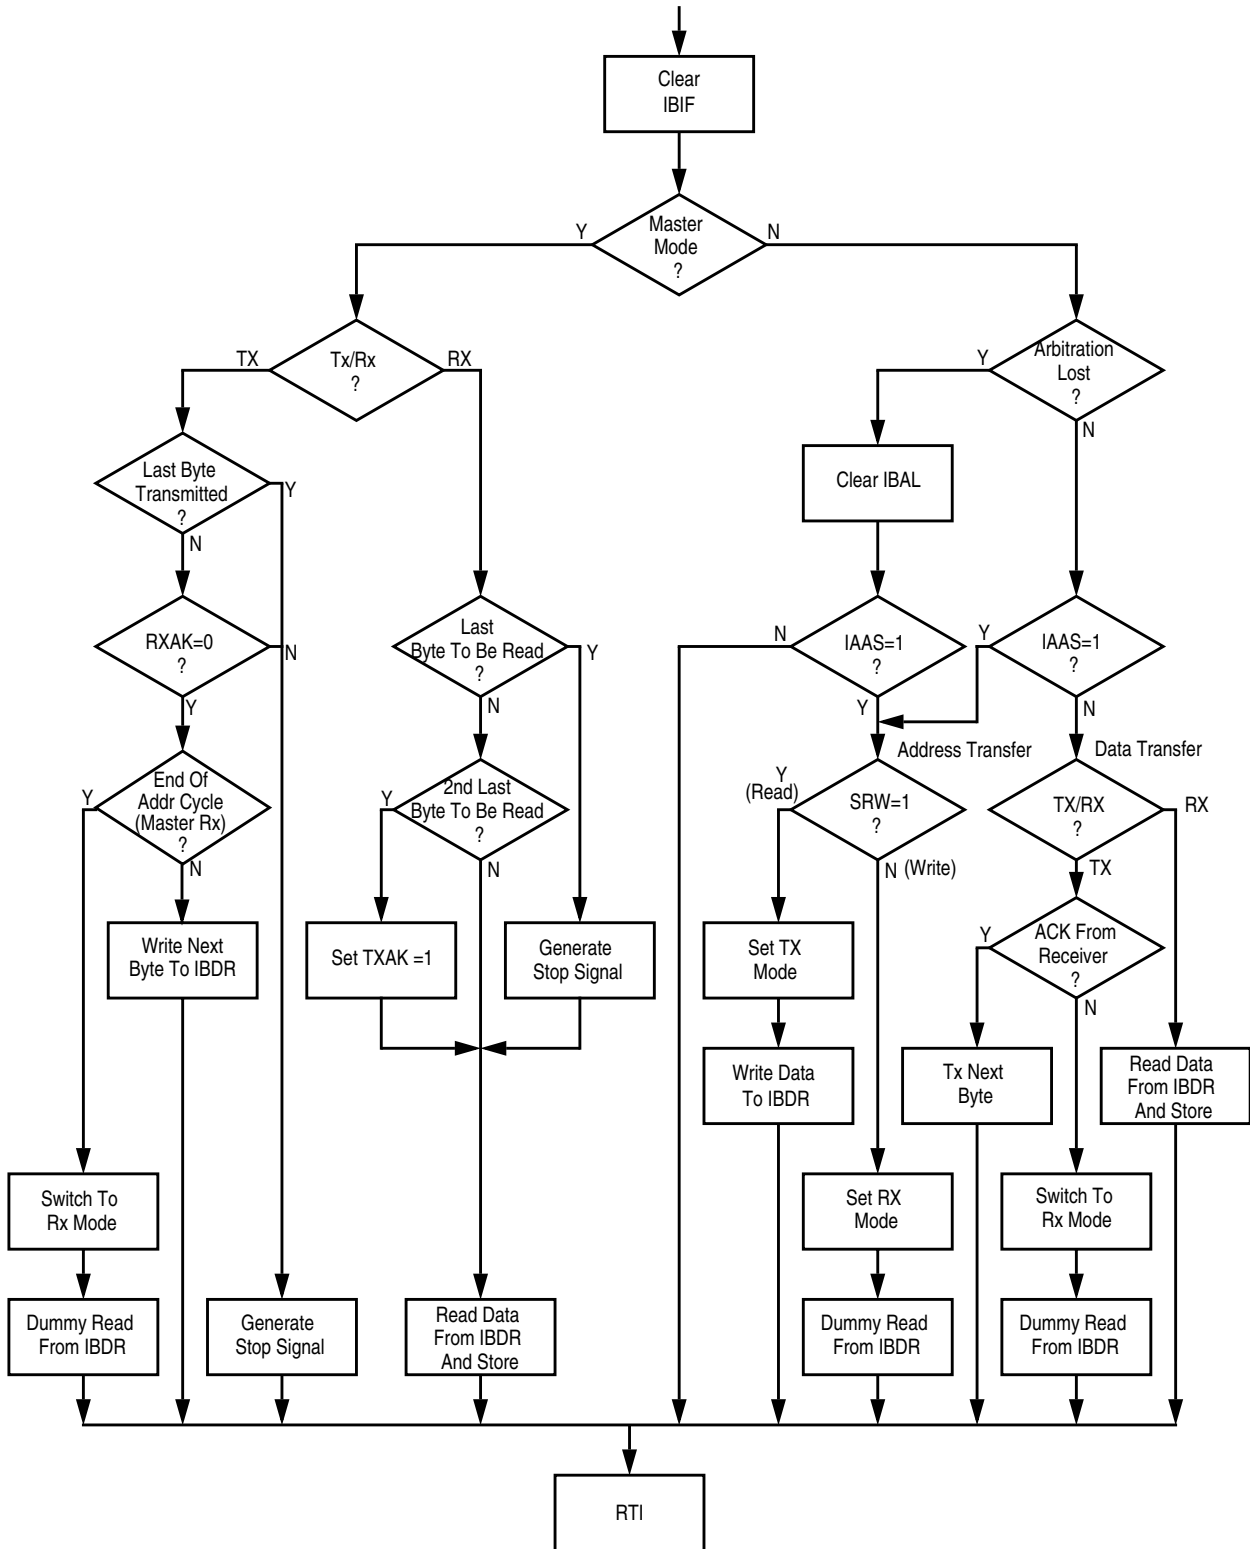 Clear
IBIF
Master
Mode
?
Y
N
Tx/Rx
?
TX
RX
Arbitration
Lost
?
Y
N
Last Byte
Transmitted
?
Y
N
Clear IBAL
RXAK=0
?
N
Y
Last
Byte To Be Read
?
Y
N
IAAS=1
?
N
Y
IAAS=1
?
Y
N
Address Transfer
Data Transfer
End Of
Addr Cycle
(Master Rx)
?
Y
N
2nd Last
Byte To Be Read
?
Y
N
SRW=1
?
Y
(Read)
N (Write)
TX/RX
?
RX
TX
Write Next
Byte To IBDR
Set TXAK =1
Generate
Stop Signal
Set TX
Mode
ACK From
Receiver
?
Y
N
Write Data
To IBDR
Tx Next
Byte
Read Data
From IBDR
And Store
Switch To
Rx Mode
Set RX
Mode
Switch To
Rx Mode
Dummy Read
From IBDR
Generate
Stop Signal
Read Data
From IBDR
And Store
Dummy Read
From IBDR
Dummy Read
From IBDR
RTI